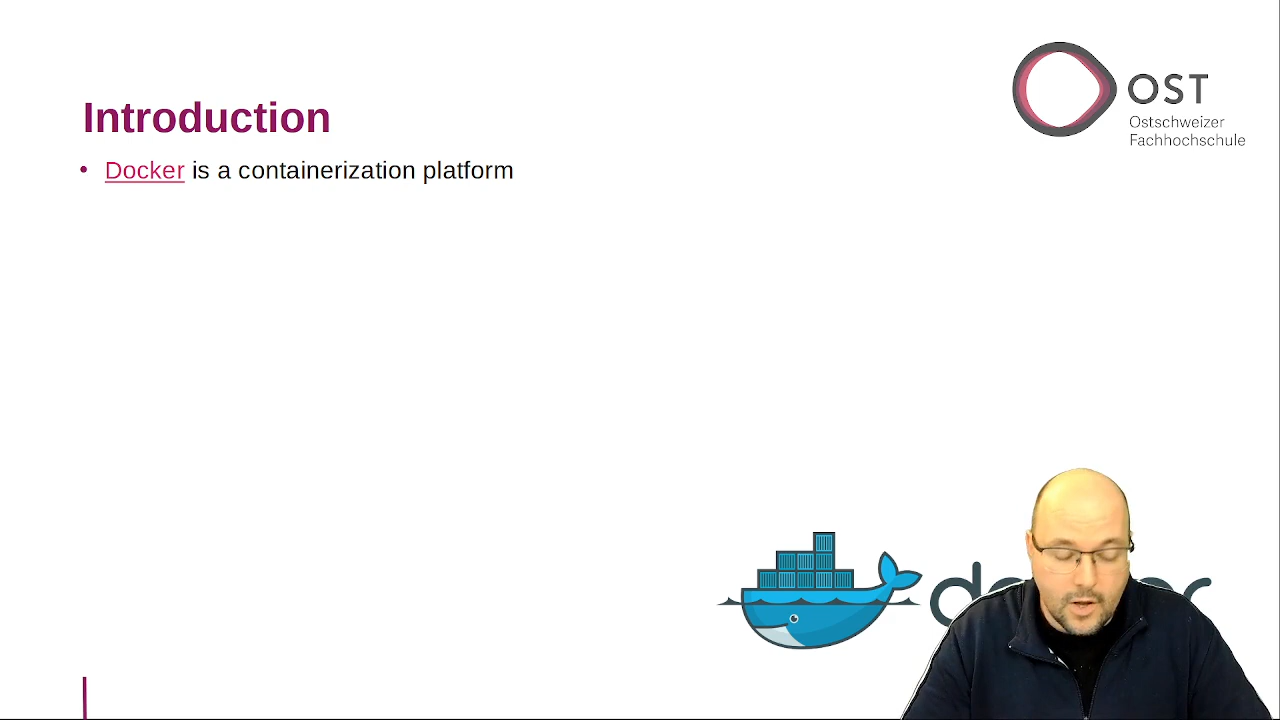 OST
Ostschweizer
Fachhochschule
Introduction
• Docker is a containerization platform